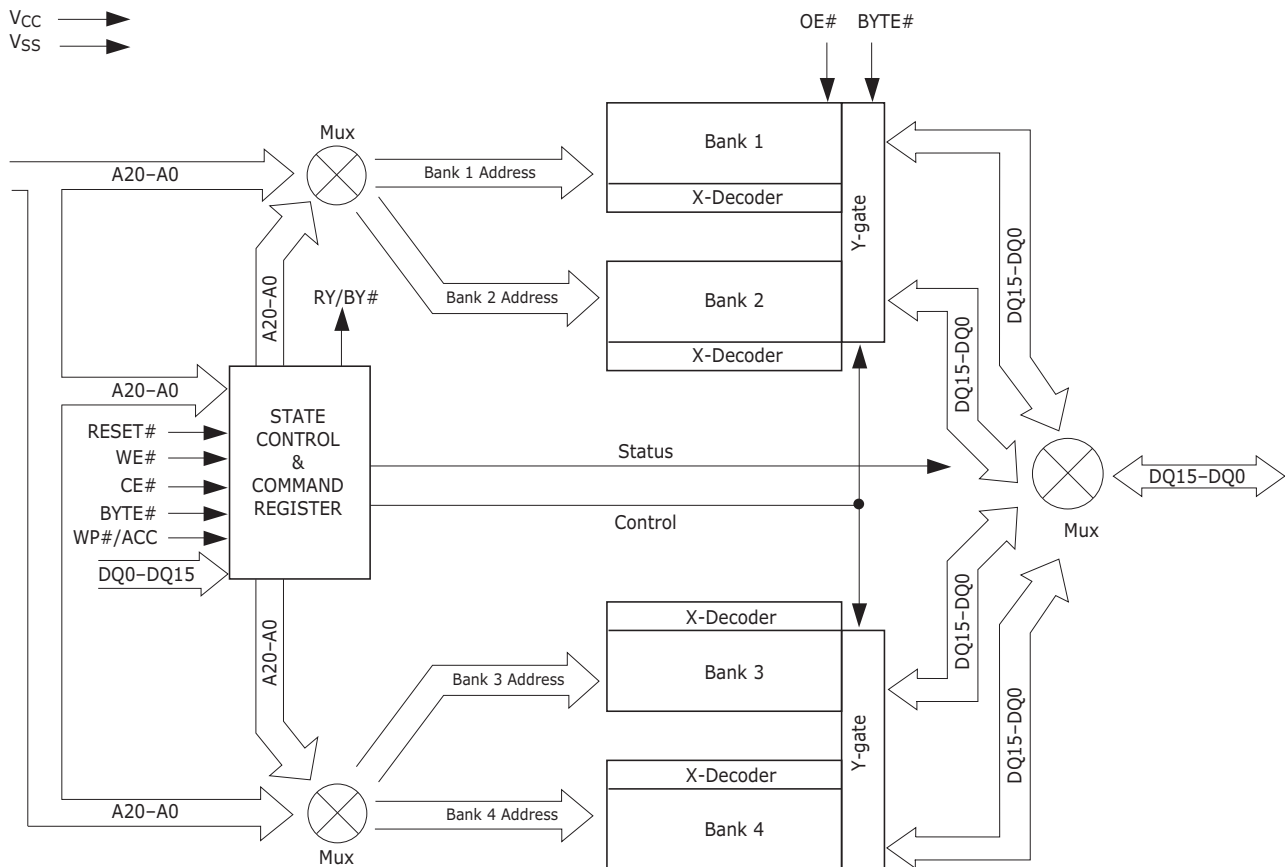 VCC
VSS
OE# BYTE#
Mux
A20–A0
Bank 1 Address
Bank 1
X-Decoder
Y-gate
DQ15–DQ0
A20–A0
RY/BY#
Bank 2 Address
Bank 2
X-Decoder
DQ15–DQ0
A20–A0
STATE
CONTROL
&
COMMAND
REGISTER
RESET#
WE#
CE#
BYTE#
WP#/ACC
DQ0–DQ15
Status
Control
DQ15–DQ0
Mux
A20–A0
X-Decoder
Bank 3 Address
Bank 3
Y-gate
DQ15–DQ0
DQ15–DQ0
X-Decoder
A20–A0
Bank 4 Address
Bank 4
Mux